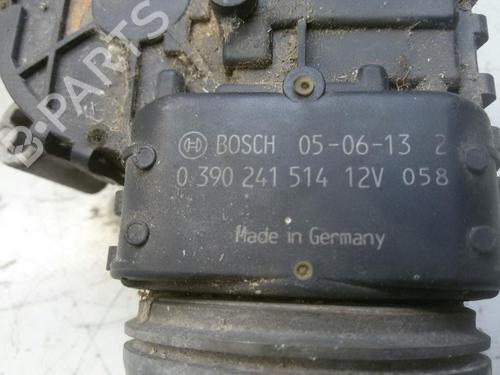 BOSCH 05-06-13 2
0 390 241 514 12V 058
Made in Germany
B-PARTS